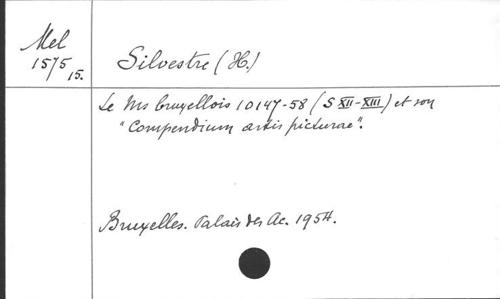 Mel
1575
15.
Silvestre (H.)
Le Ms bruxellois 10147-58 (S XII-XIII) et son
"Compendium artis picturae".
Bruxelles. Palais des Ac. 1954.